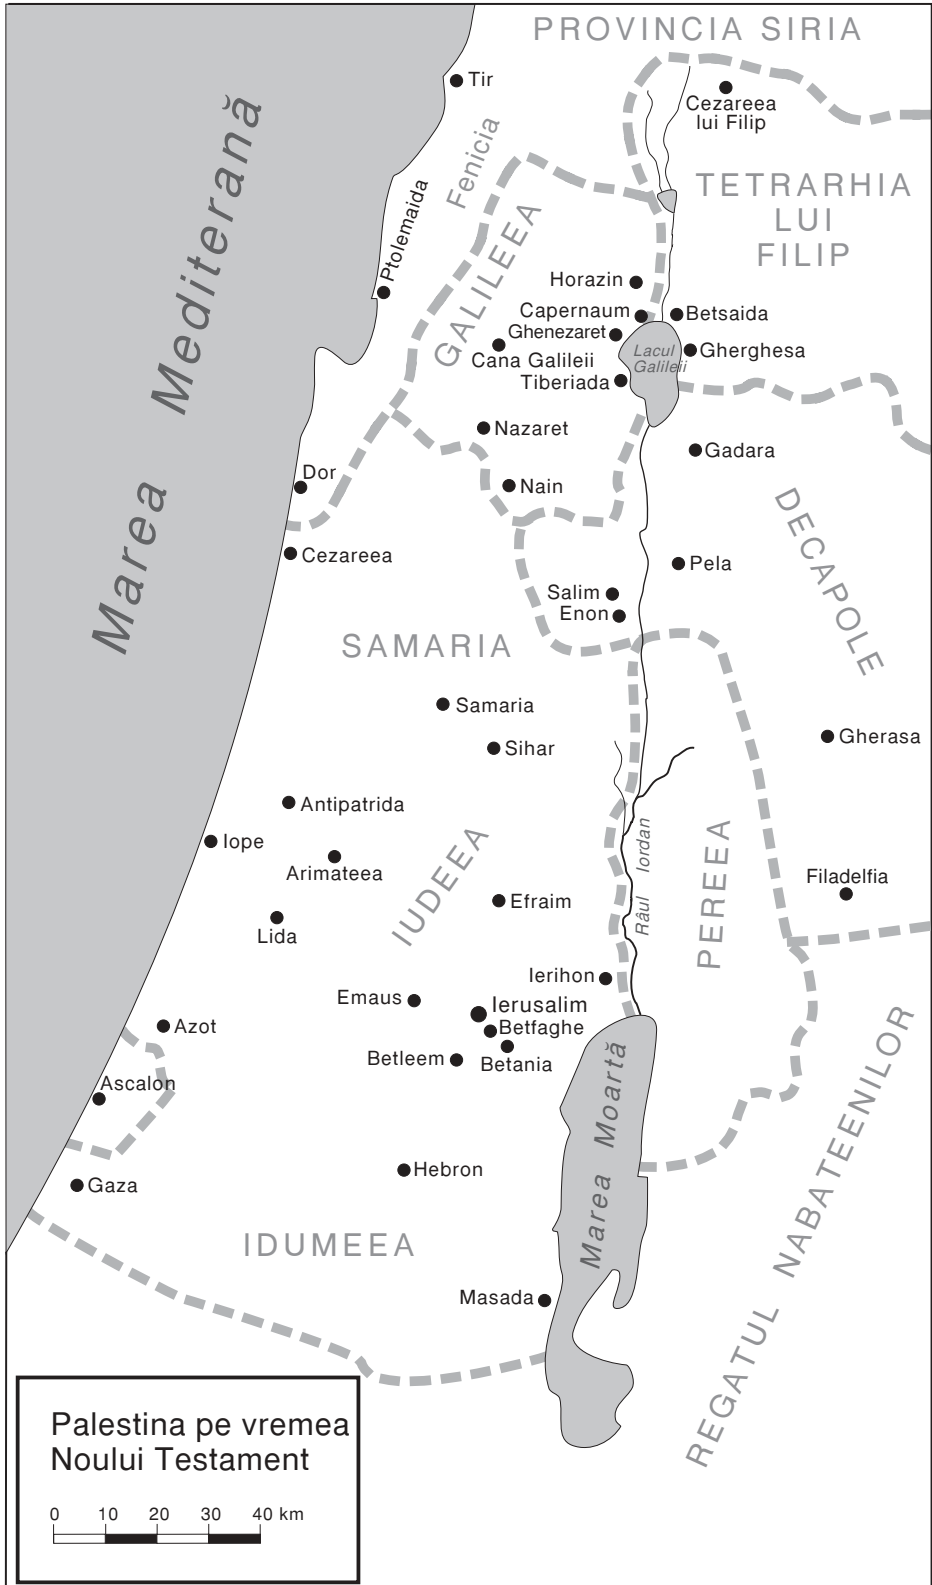 PROVINCIA SIRIA
Tir
Cezareea
lui Filip
Fenicia
Marea Mediterană
Ptolemaida
TETRARHIA
LUI
FILIP
GALILEEA
Horazin
Capernaum
Betsaida
Ghenezaret
Cana Galileii
Lacul
Galileii
Gherghesa
Tiberiada
Nazaret
Gadara
Dor
Nain
DECAPOLE
Cezareea
Pela
Salim
Enon
SAMARIA
Samaria
Sihar
Gherasa
Antipatrida
Iope
Arimateea
IUDEEA
Râul Iordan
PEREEA
Filadelfia
Efraim
Lida
Ierihon
Emaus
Ierusalim
Betfaghe
Azot
Betleem
Betania
Ascalon
Marea Moartă
REGATUL NABATEENILOR
Hebron
Gaza
IDUMEEA
Masada
Palestina pe vremea
Noului Testament
0 10 20 30 40 km